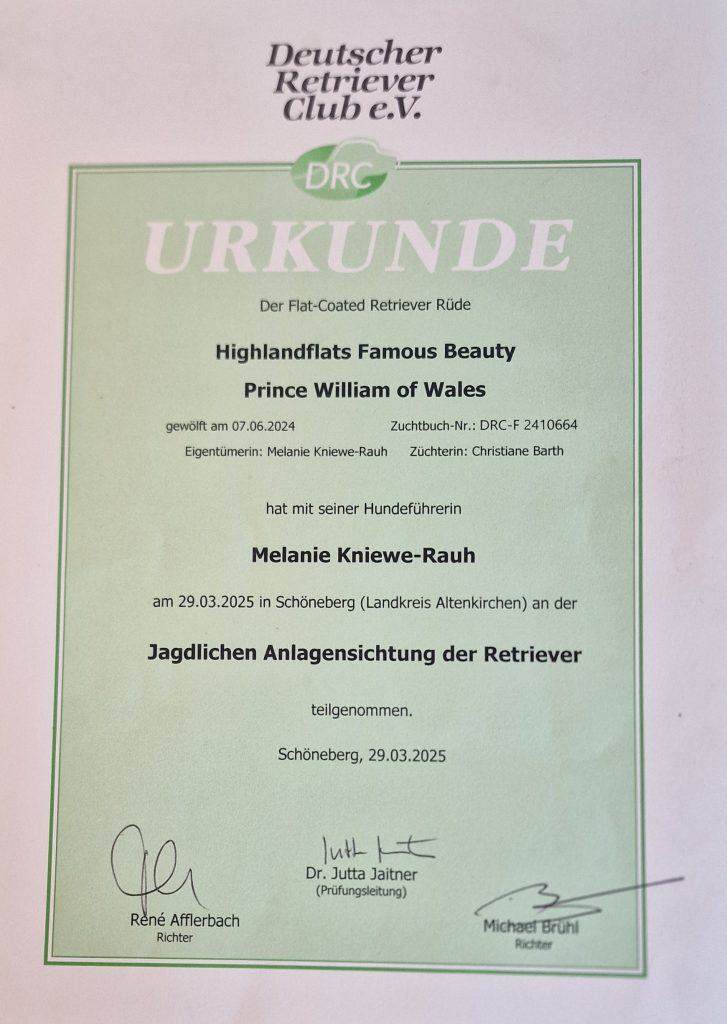 Deutscher
Retriever
Club e.V.
DRC
URKUNDE
Der Flat-Coated Retriever Rüde
Highlandflats Famous Beauty
Prince William of Wales
gewölft am 07.06.2024 Zuchtbuch-Nr.: DRC-F 2410664
Eigentümerin: Melanie Kniewe-Rauh Züchterin: Christiane Barth
hat mit seiner Hundeführerin
Melanie Kniewe-Rauh
am 29.03.2025 in Schöneberg (Landkreis Altenkirchen) an der
Jagdlichen Anlagensichtung der Retriever
teilgenommen.
Schöneberg, 29.03.2025
Dr. Jutta Jaitner
(Prüfungsleitung)
René Afflerbach
Richter
Michael Brühl
Richter